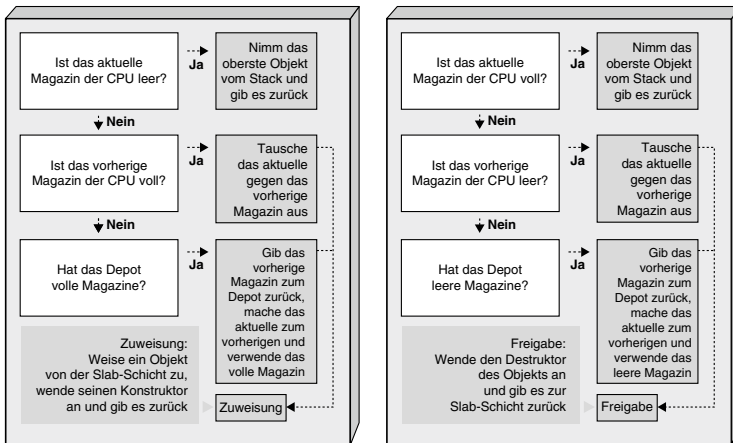 Ist das aktuelle
Magazin der CPU leer?
Ja
Nimm das
oberste Objekt
vom Stack und
gib es zurück
Nein
Ist das vorherige
Magazin der CPU voll?
Ja
Tausche
das aktuelle
gegen das
vorherige
Magazin aus
Nein
Hat das Depot
volle Magazine?
Ja
Gib das
vorherige
Magazin zum
Depot zurück,
mache das
aktuelle zum
vorherigen und
verwende das
volle Magazin
Zuweisung:
Weise ein Objekt
von der Slab-Schicht zu,
wende seinen Konstruktor
an und gib es zurück
Zuweisung
Ist das aktuelle
Magazin der CPU voll?
Ja
Nimm das
oberste Objekt
vom Stack und
gib es zurück
Nein
Ist das vorherige
Magazin der CPU leer?
Ja
Tausche
das aktuelle
gegen das
vorherige
Magazin aus
Nein
Hat das Depot
leere Magazine?
Ja
Gib das
vorherige
Magazin zum
Depot zurück,
mache das
aktuelle zum
vorherigen und
verwende das
leere Magazin
Freigabe:
Wende den Destruktor
des Objekts an
und gib es zur
Slab-Schicht zurück
Freigabe